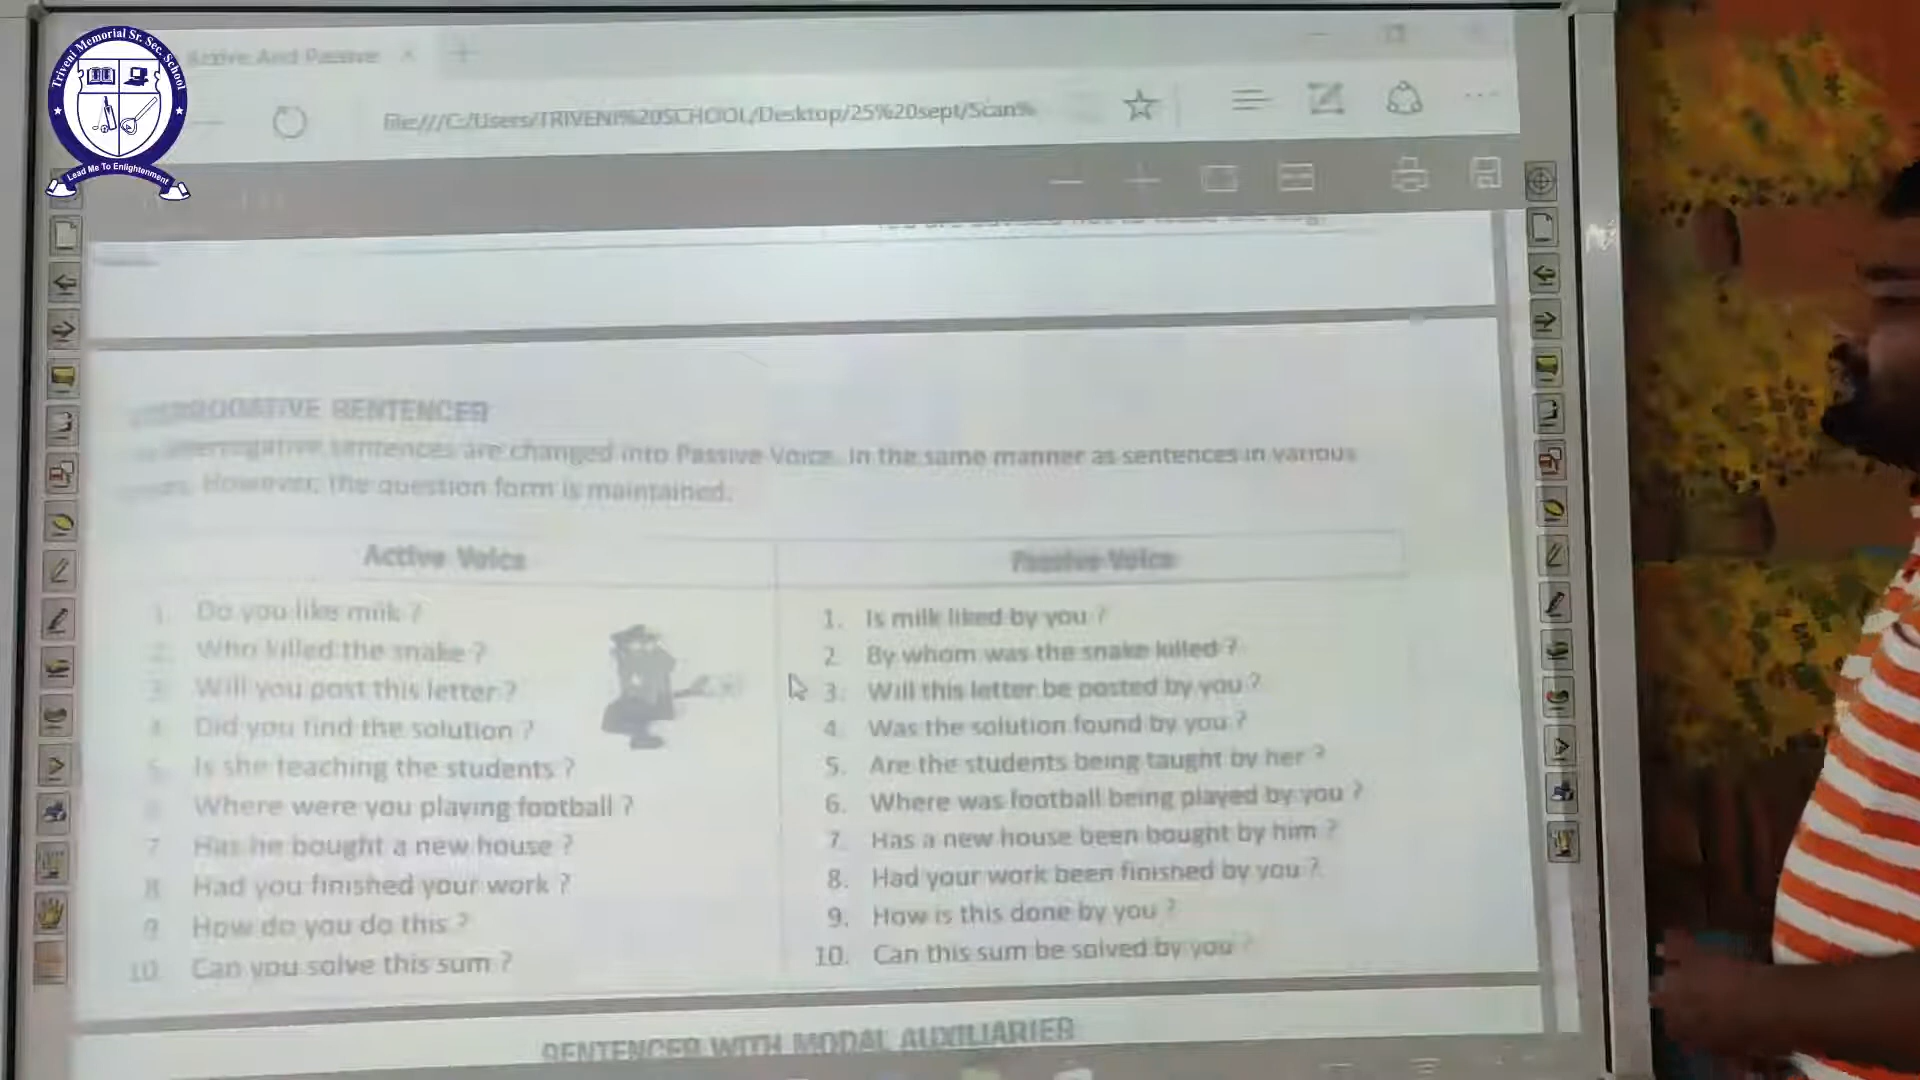 Triveni Memorial Sr. Sec. School
Lead Me To Enlightenment
Active And Passive
file:///C:/Users/TRIVENI%20SCHOOL/Desktop/25%20sept/Scan%
SENTENCES
interrogative sentences are changed into Passive Voice. In the same manner as sentences in various
However, the question form is maintained.
Active Voice
Passive Voice
1. Do you like milk ?
1. Is milk liked by you ?
2. Who killed the snake ?
2. By whom was the snake killed ?
3. Will you post this letter ?
3. Will this letter be posted by you ?
4. Did you find the solution ?
4. Was the solution found by you ?
5. Is she teaching the students ?
5. Are the students being taught by her ?
6. Where were you playing football ?
6. Where was football being played by you ?
7. Has he bought a new house ?
7. Has a new house been bought by him ?
8. Had you finished your work ?
8. Had your work been finished by you ?
9. How do you do this ?
9. How is this done by you ?
10. Can you solve this sum ?
10. Can this sum be solved by you ?
SENTENCES WITH MODAL AUXILIARIES